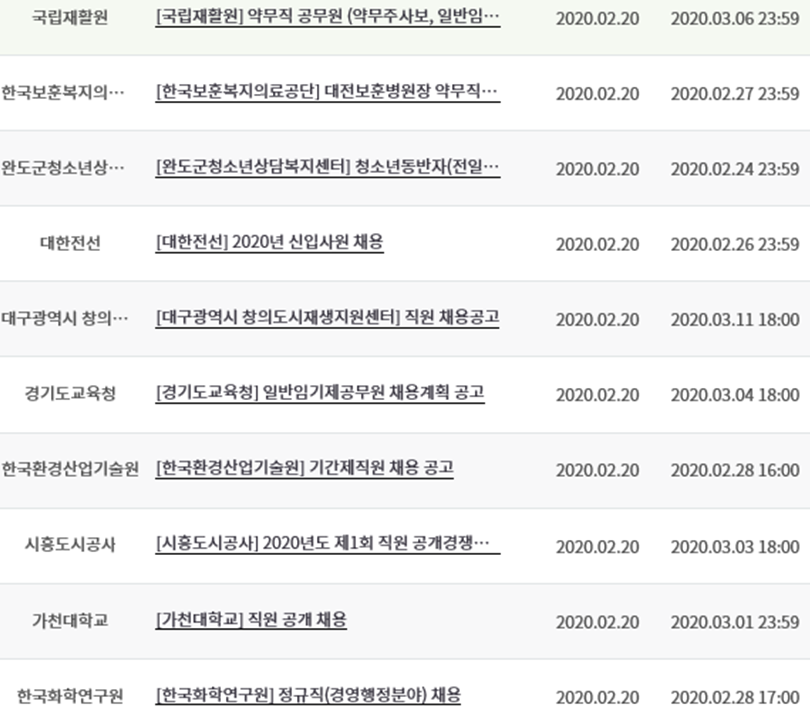 국립재활원 [국립재활원] 약무직 공무원 (약무주사보, 일반임··· 2020.02.20 2020.03.06 23:59
한국보훈복지의··· [한국보훈복지의료공단] 대전보훈병원장 약무직··· 2020.02.20 2020.02.27 23:59
완도군청소년상··· [완도군청소년상담복지센터] 청소년동반자(전일··· 2020.02.20 2020.02.24 23:59
대한전선 [대한전선] 2020년 신입사원 채용 2020.02.20 2020.02.26 23:59
대구광역시 창의··· [대구광역시 창의도시재생지원센터] 직원 채용공고 2020.02.20 2020.03.11 18:00
경기도교육청 [경기도교육청] 일반임기제공무원 채용계획 공고 2020.02.20 2020.03.04 18:00
한국환경산업기술원 [한국환경산업기술원] 기간제직원 채용 공고 2020.02.20 2020.02.28 16:00
시흥도시공사 [시흥도시공사] 2020년도 제1회 직원 공개경쟁··· 2020.02.20 2020.03.03 18:00
가천대학교 [가천대학교] 직원 공개 채용 2020.02.20 2020.03.01 23:59
한국화학연구원 [한국화학연구원] 정규직(경영행정분야) 채용 2020.02.20 2020.02.28 17:00